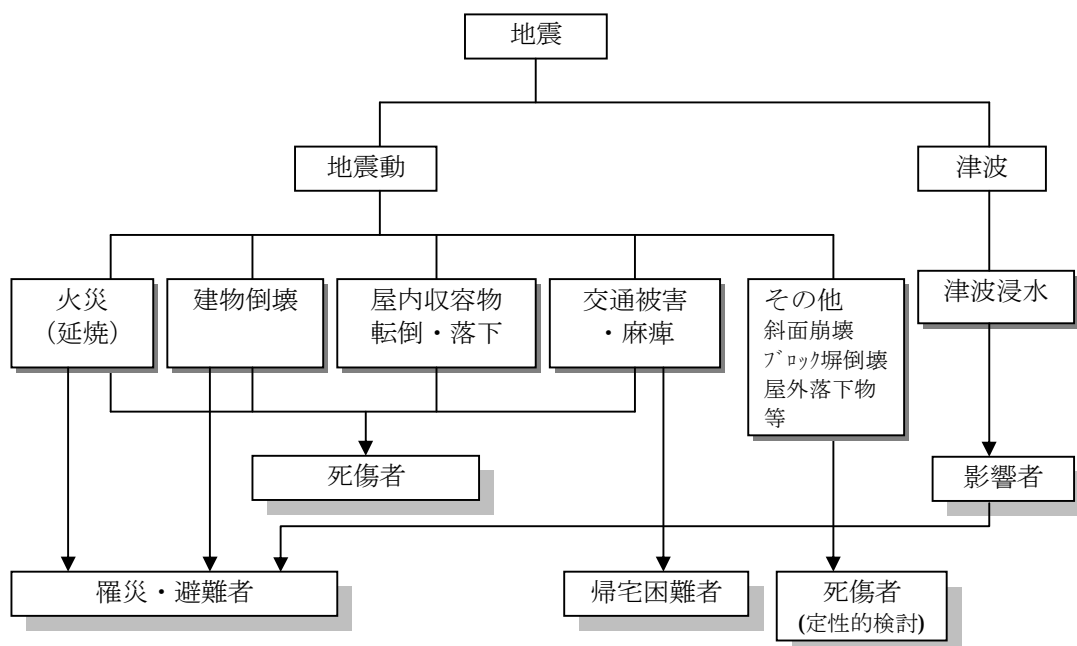 地震
地震動
津波
火災
（延焼）
建物倒壊
屋内収容物
転倒・落下
交通被害
・麻痺
その他
斜面崩壊
ﾌﾞﾛｯｸ塀倒壊
屋外落下物
等
津波浸水
死傷者
影響者
罹災・避難者
帰宅困難者
死傷者
(定性的検討)